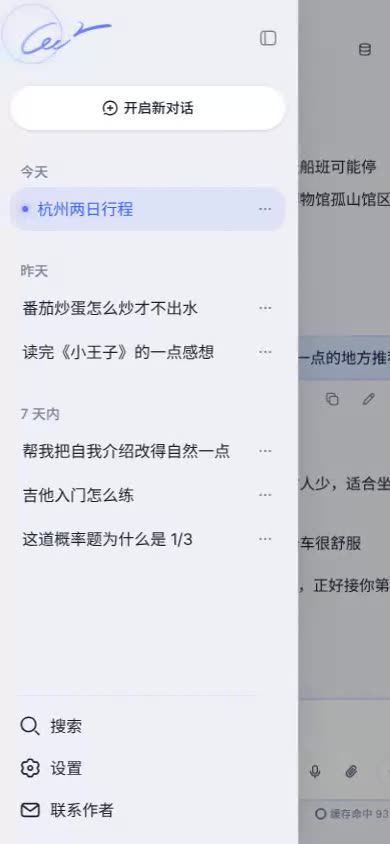 开启新对话
今天
杭州两日行程
昨天
番茄炒蛋怎么炒才不出水
读完《小王子》的一点感想
7 天内
帮我把自我介绍改得自然一点
吉他入门怎么练
这道概率题为什么是 1/3
搜索
设置
联系作者
船班可能停
物馆孤山馆区
一点的地方推
人少，适合坐
车很舒服
，正好接你第
缓存命中 93